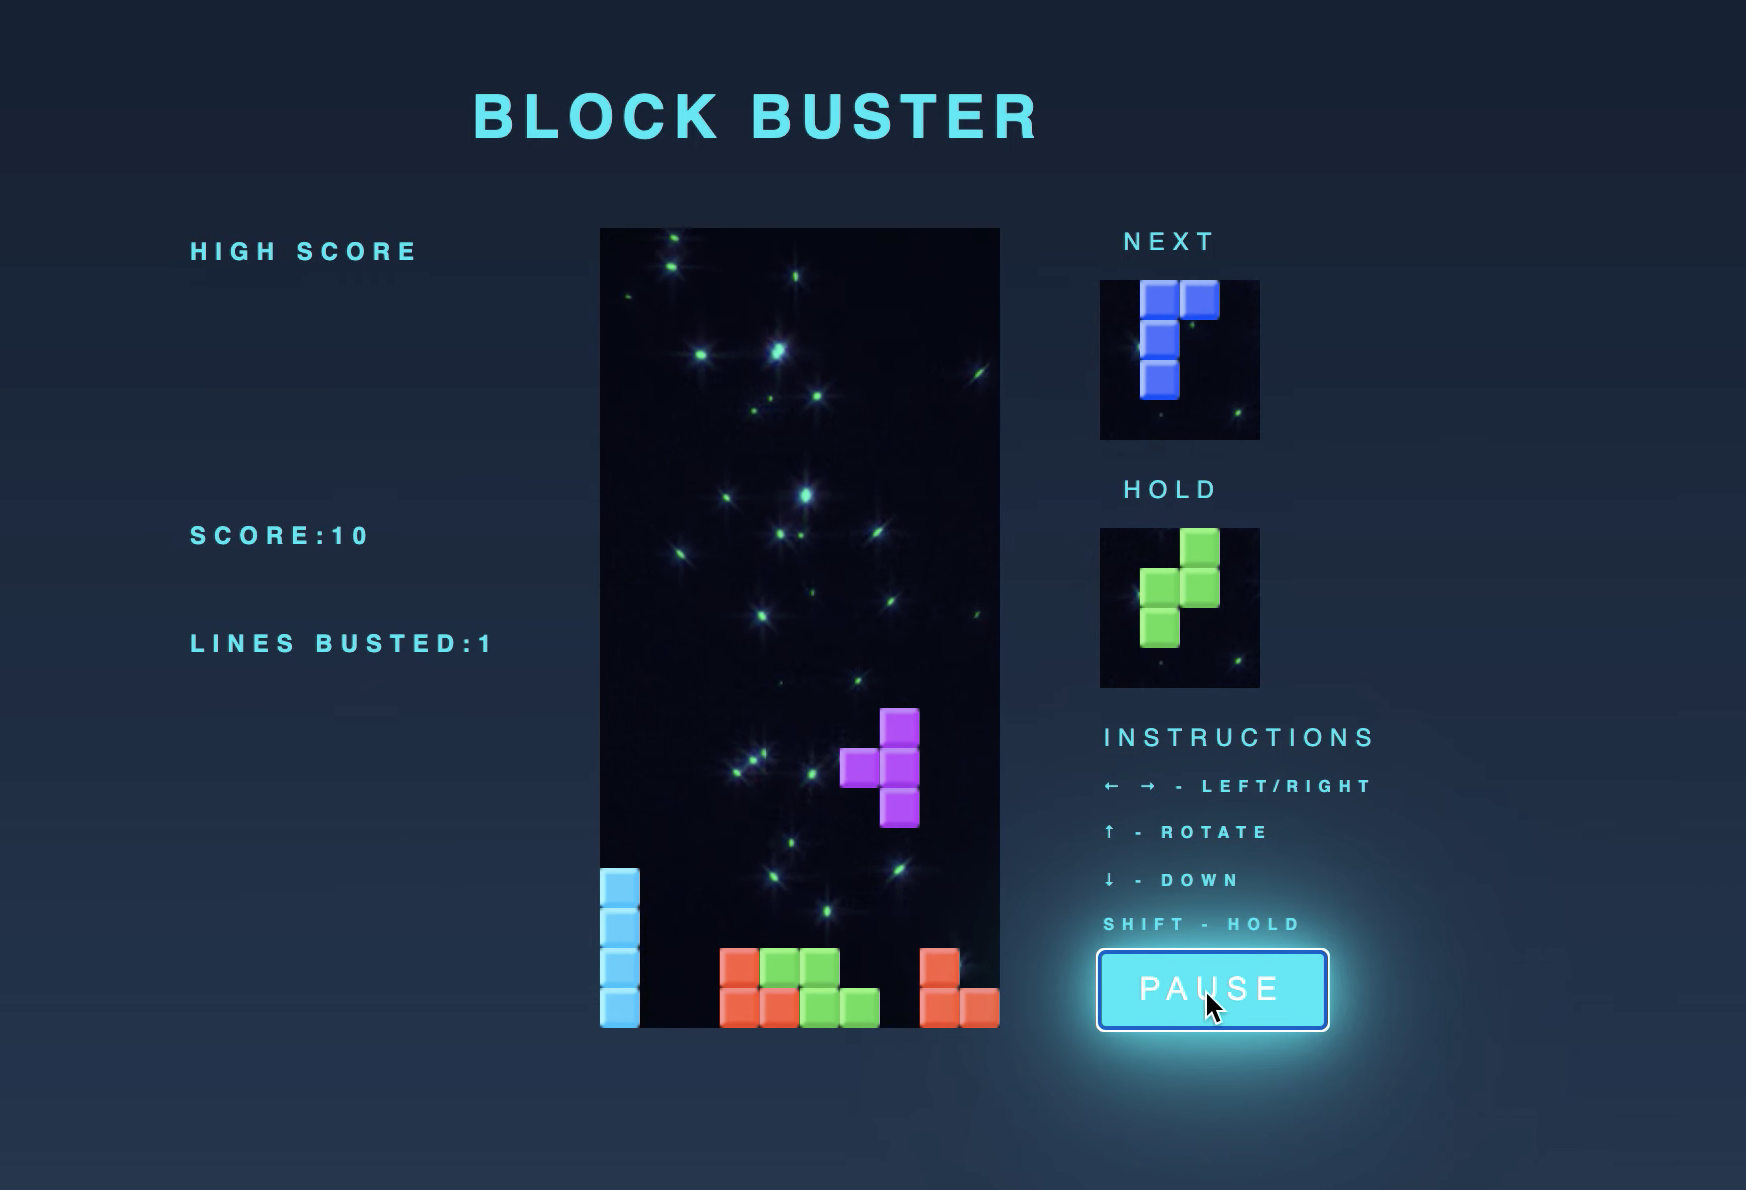 BLOCK BUSTER
HIGH SCORE
SCORE:10
LINES BUSTED:1
NEXT
HOLD
INSTRUCTIONS
← → - LEFT/RIGHT
↑ - ROTATE
↓ - DOWN
SHIFT - HOLD
PAUSE